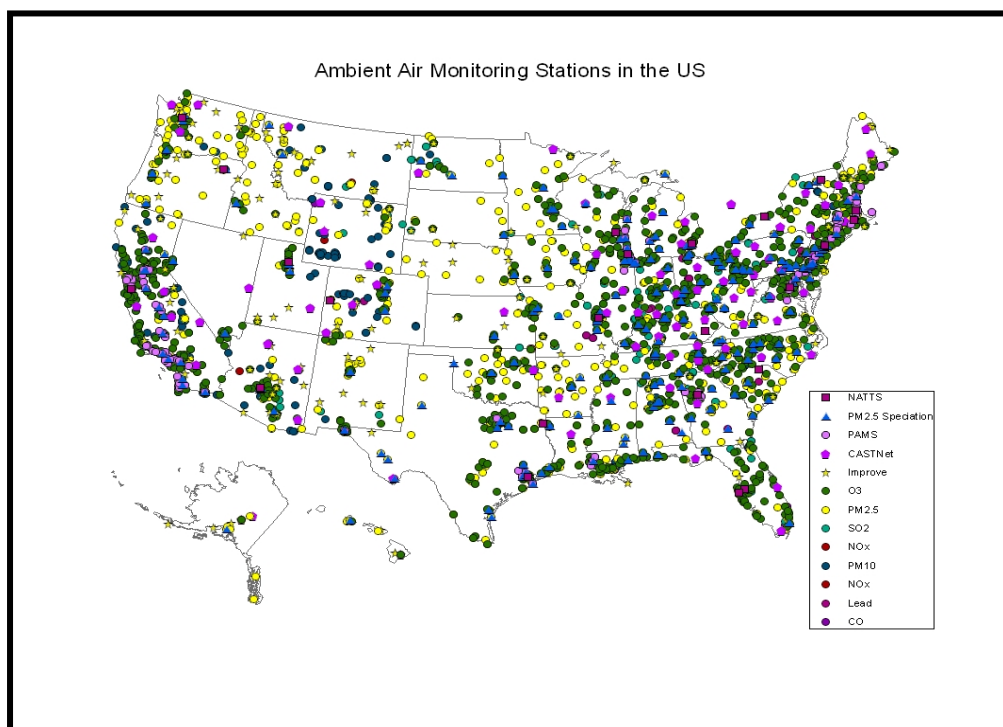 Ambient Air Monitoring Stations in the US
NATTS
PM2.5 Speciation
PAMS
CASTNet
Improve
O3
PM2.5
SO2
NOx
PM10
NOx
Lead
CO